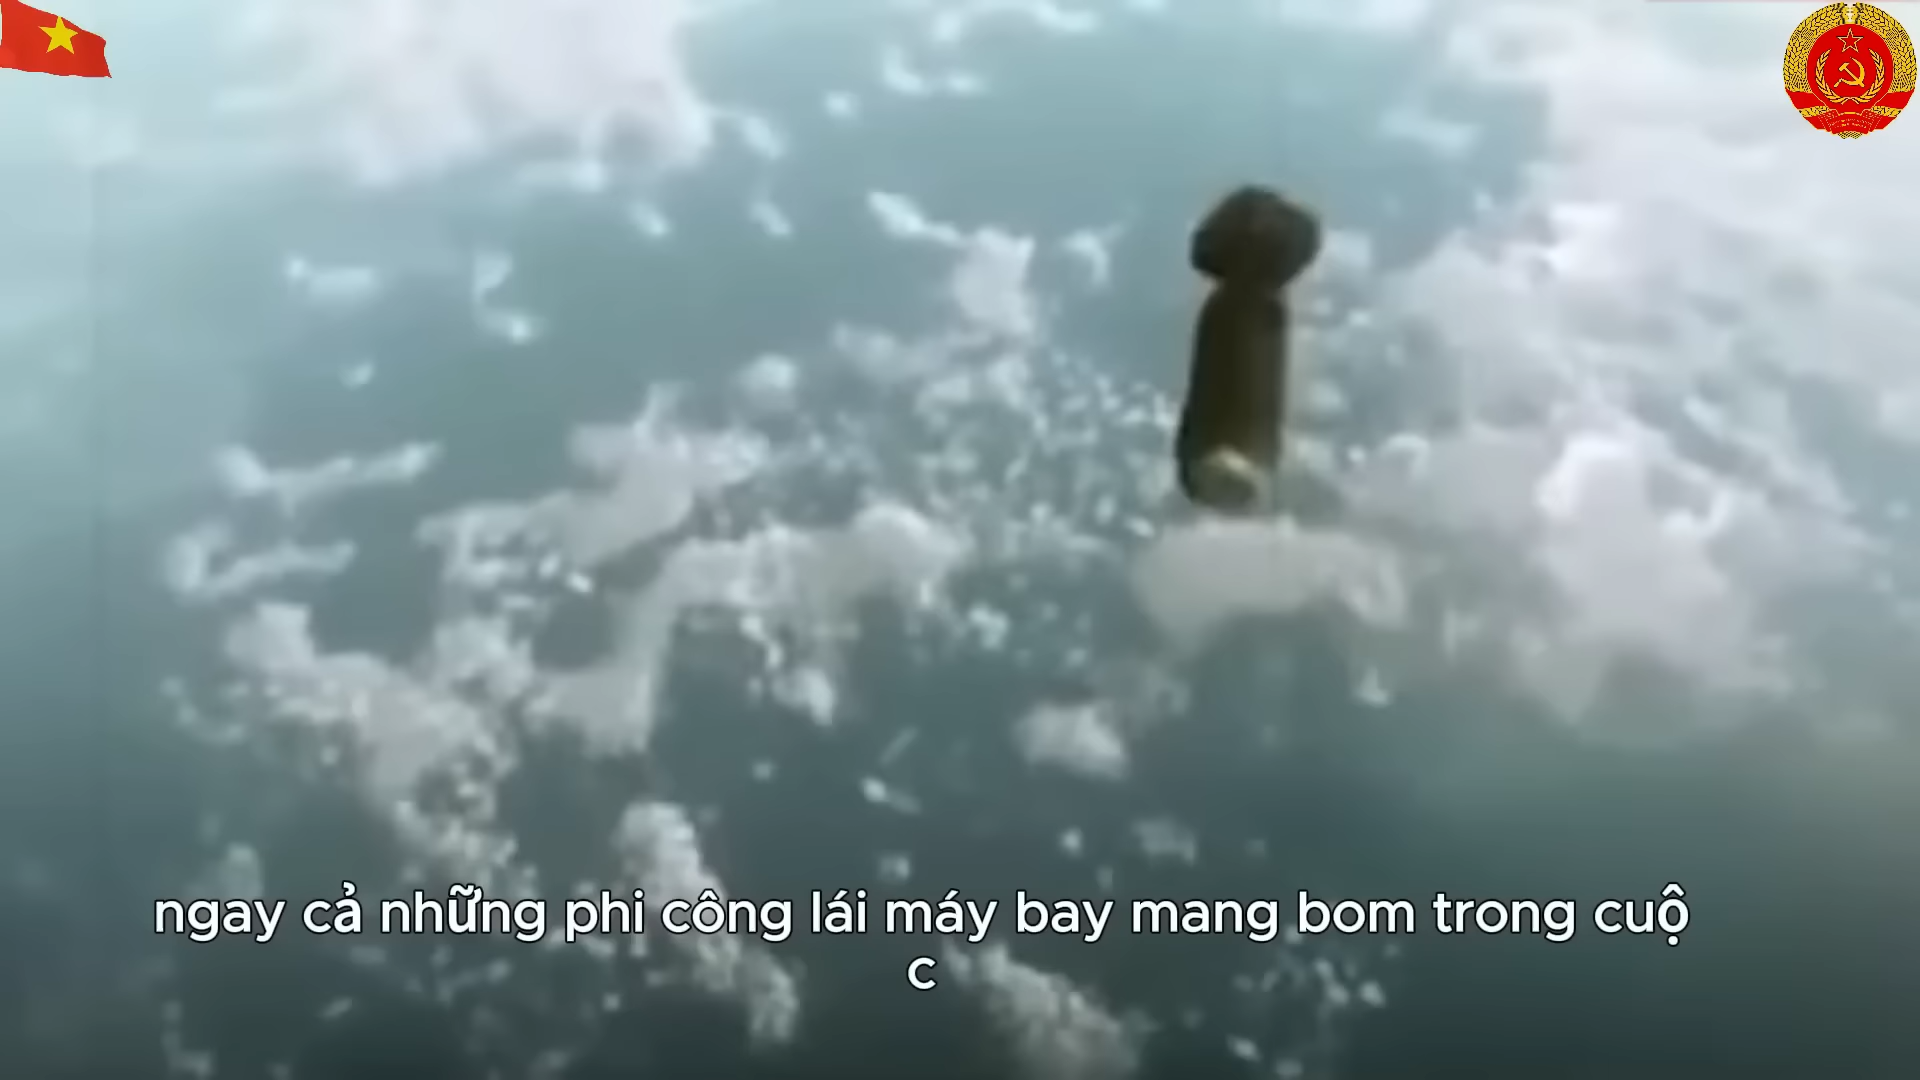 ngay cả những phi công lái máy bay mang bom trong cuộ
c